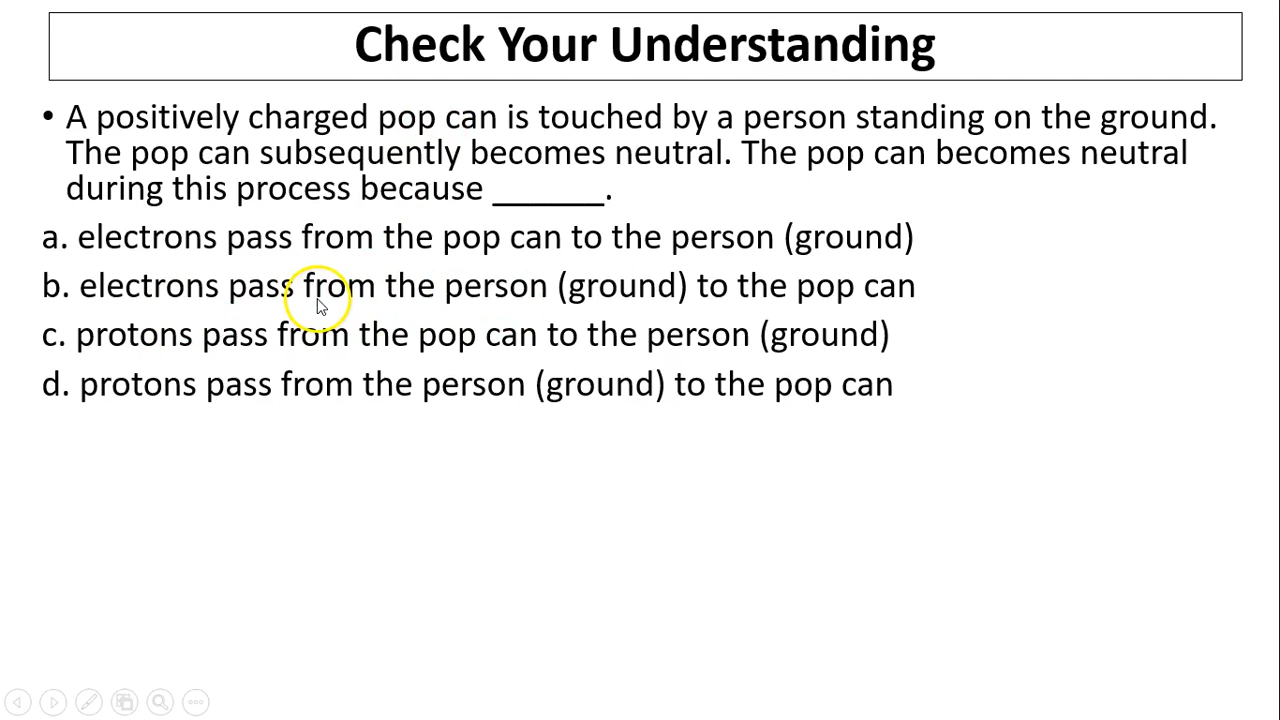 Check Your Understanding
• A positively charged pop can is touched by a person standing on the ground.
The pop can subsequently becomes neutral. The pop can becomes neutral
during this process because ______.
a. electrons pass from the pop can to the person (ground)
b. electrons pass from the person (ground) to the pop can
c. protons pass from the pop can to the person (ground)
d. protons pass from the person (ground) to the pop can